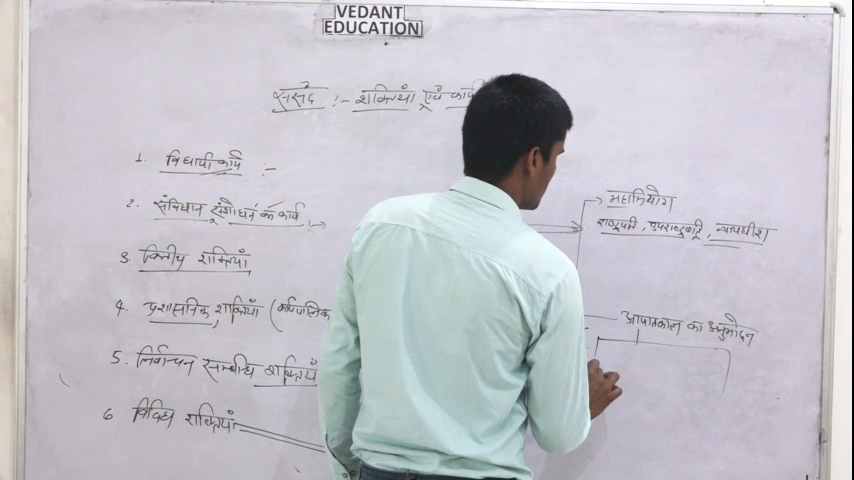 VEDANT
EDUCATION
संसद :- शक्तियाँ एवं
1. विधायी कार्य :-
2. संविधान संशोधन का कार्य :-
3. वित्तीय शक्तियाँ
4. प्रशासनिक शक्तियाँ (कार्यपालिक
5. निर्वाचन सम्बंधी शक्तियाँ
6 विविध शक्तियाँ
महाभियोग
राष्ट्रपति, उपराष्ट्रपति, न्यायधीश
आपातकाल का अनुमोदन